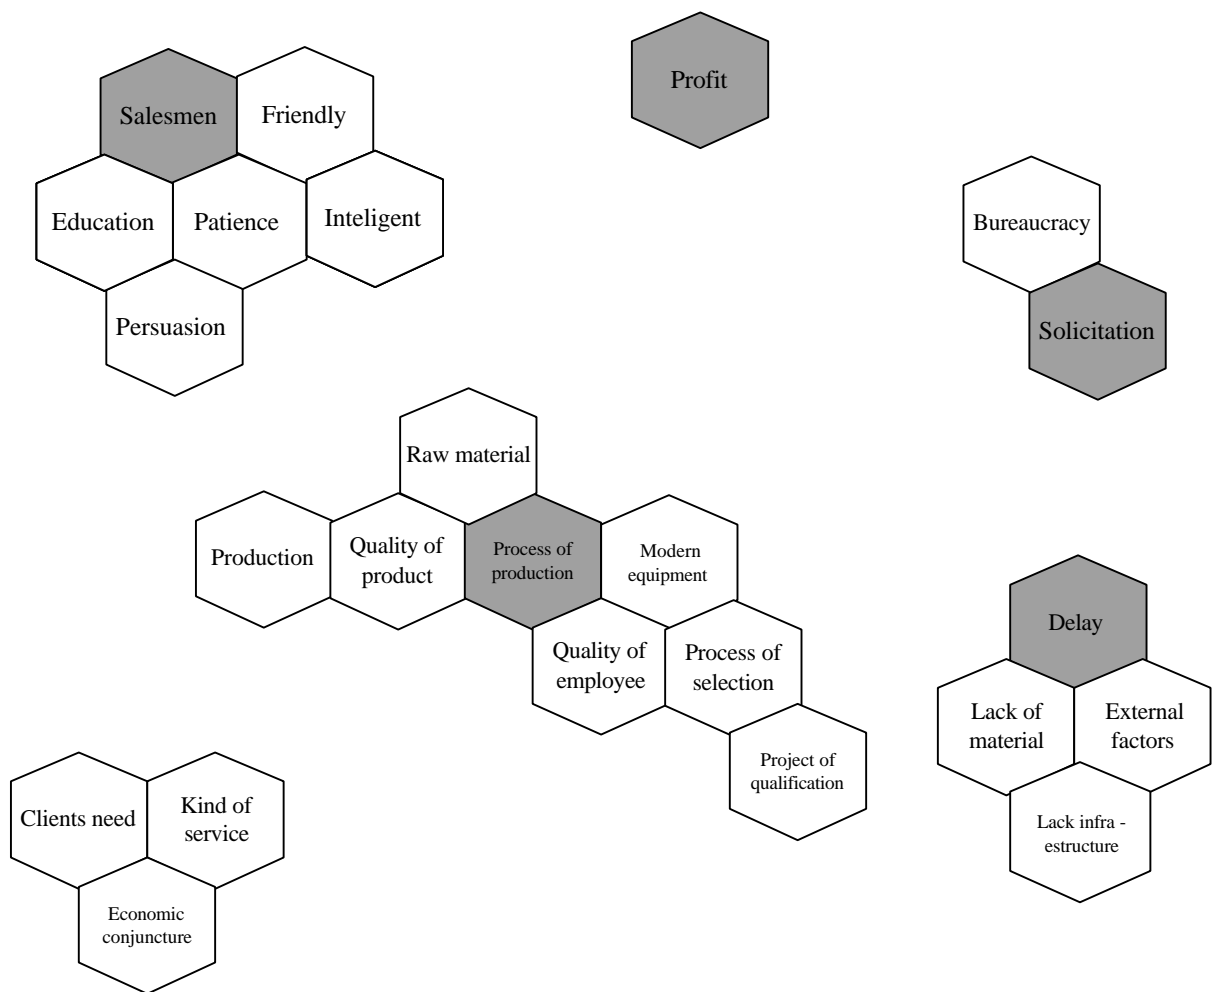 Profit
Salesmen
Friendly
Education
Patience
Inteligent
Persuasion
Bureaucracy
Solicitation
Raw material
Production
Quality of
product
Process of
production
Modern
equipment
Quality of
employee
Process of
selection
Project of
qualification
Delay
Lack of
material
External
factors
Lack infra -
estructure
Clients need
Kind of
service
Economic
conjuncture